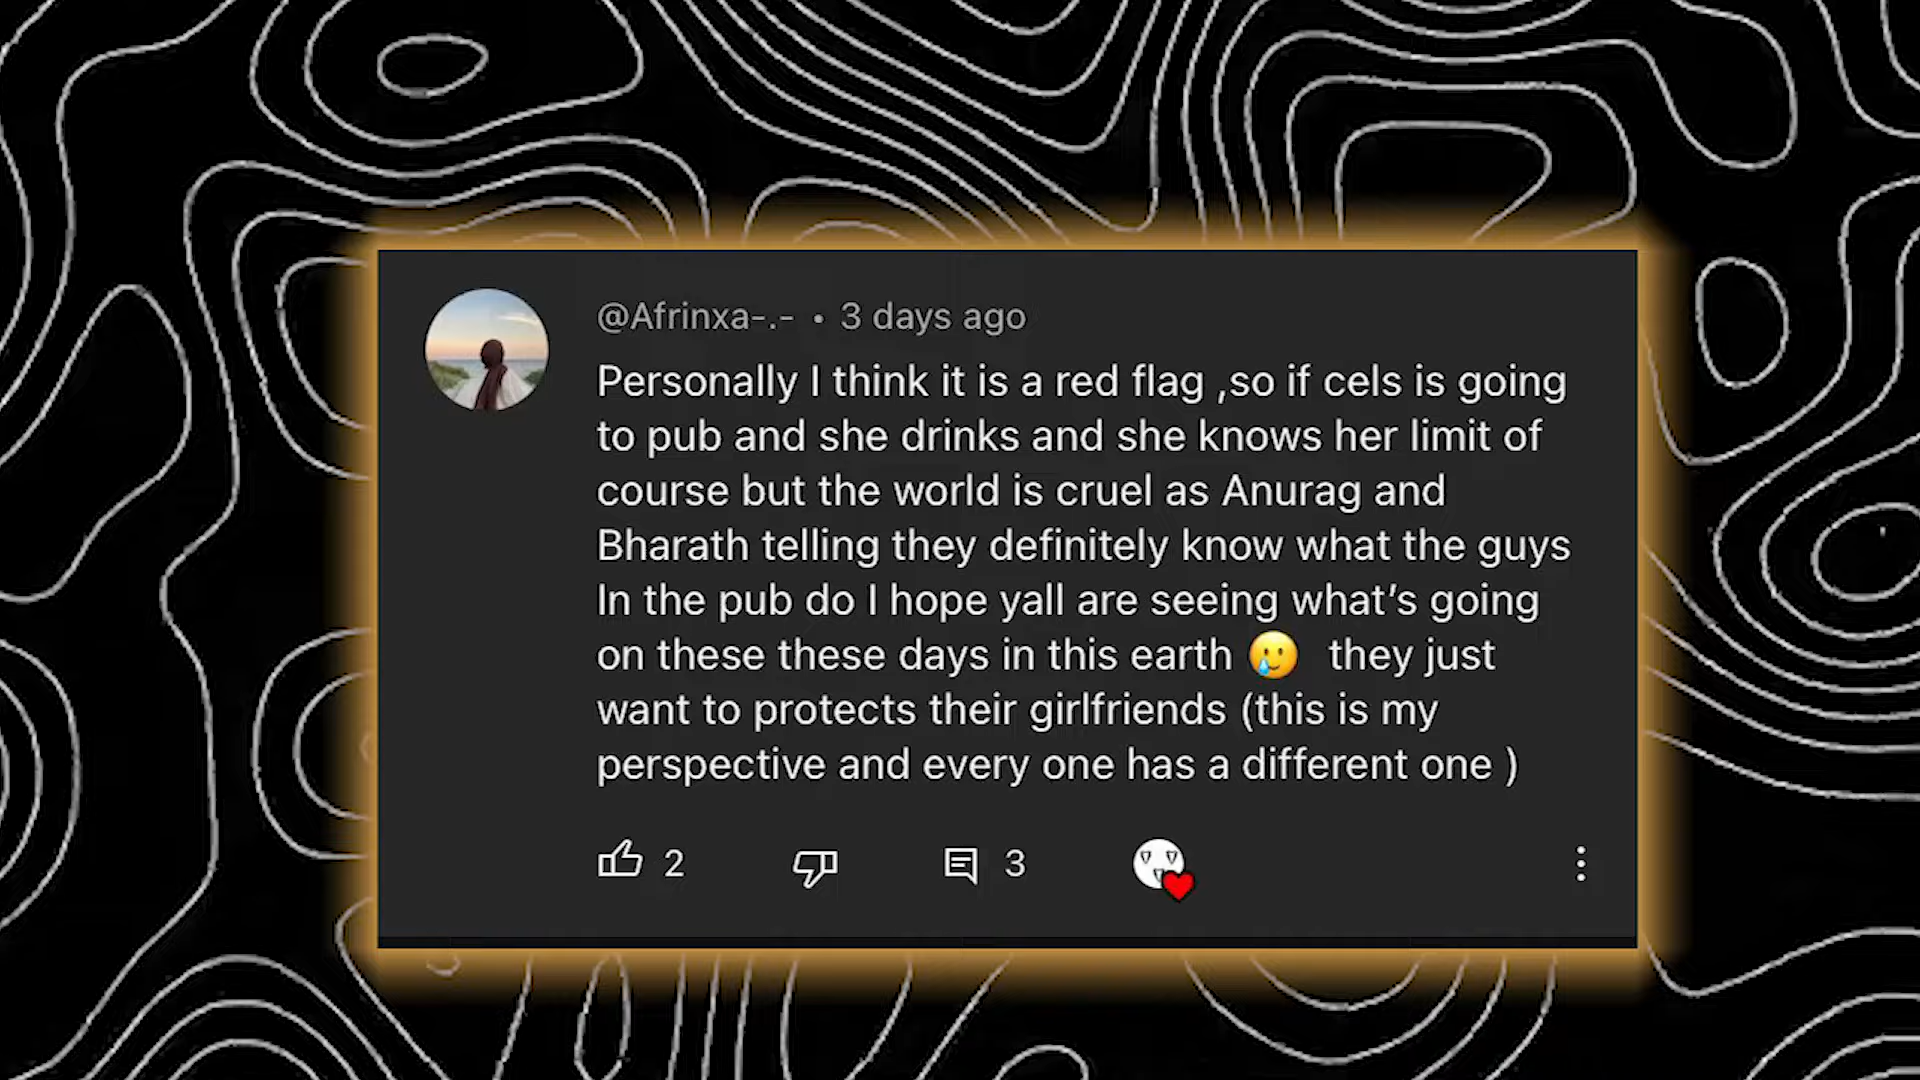 @Afrinxa-.- • 3 days ago
Personally I think it is a red flag ,so if cels is going
to pub and she drinks and she knows her limit of
course but the world is cruel as Anurag and
Bharath telling they definitely know what the guys
In the pub do I hope yall are seeing what’s going
on these these days in this earth 🥲 they just
want to protects their girlfriends (this is my
perspective and every one has a different one )
2 3